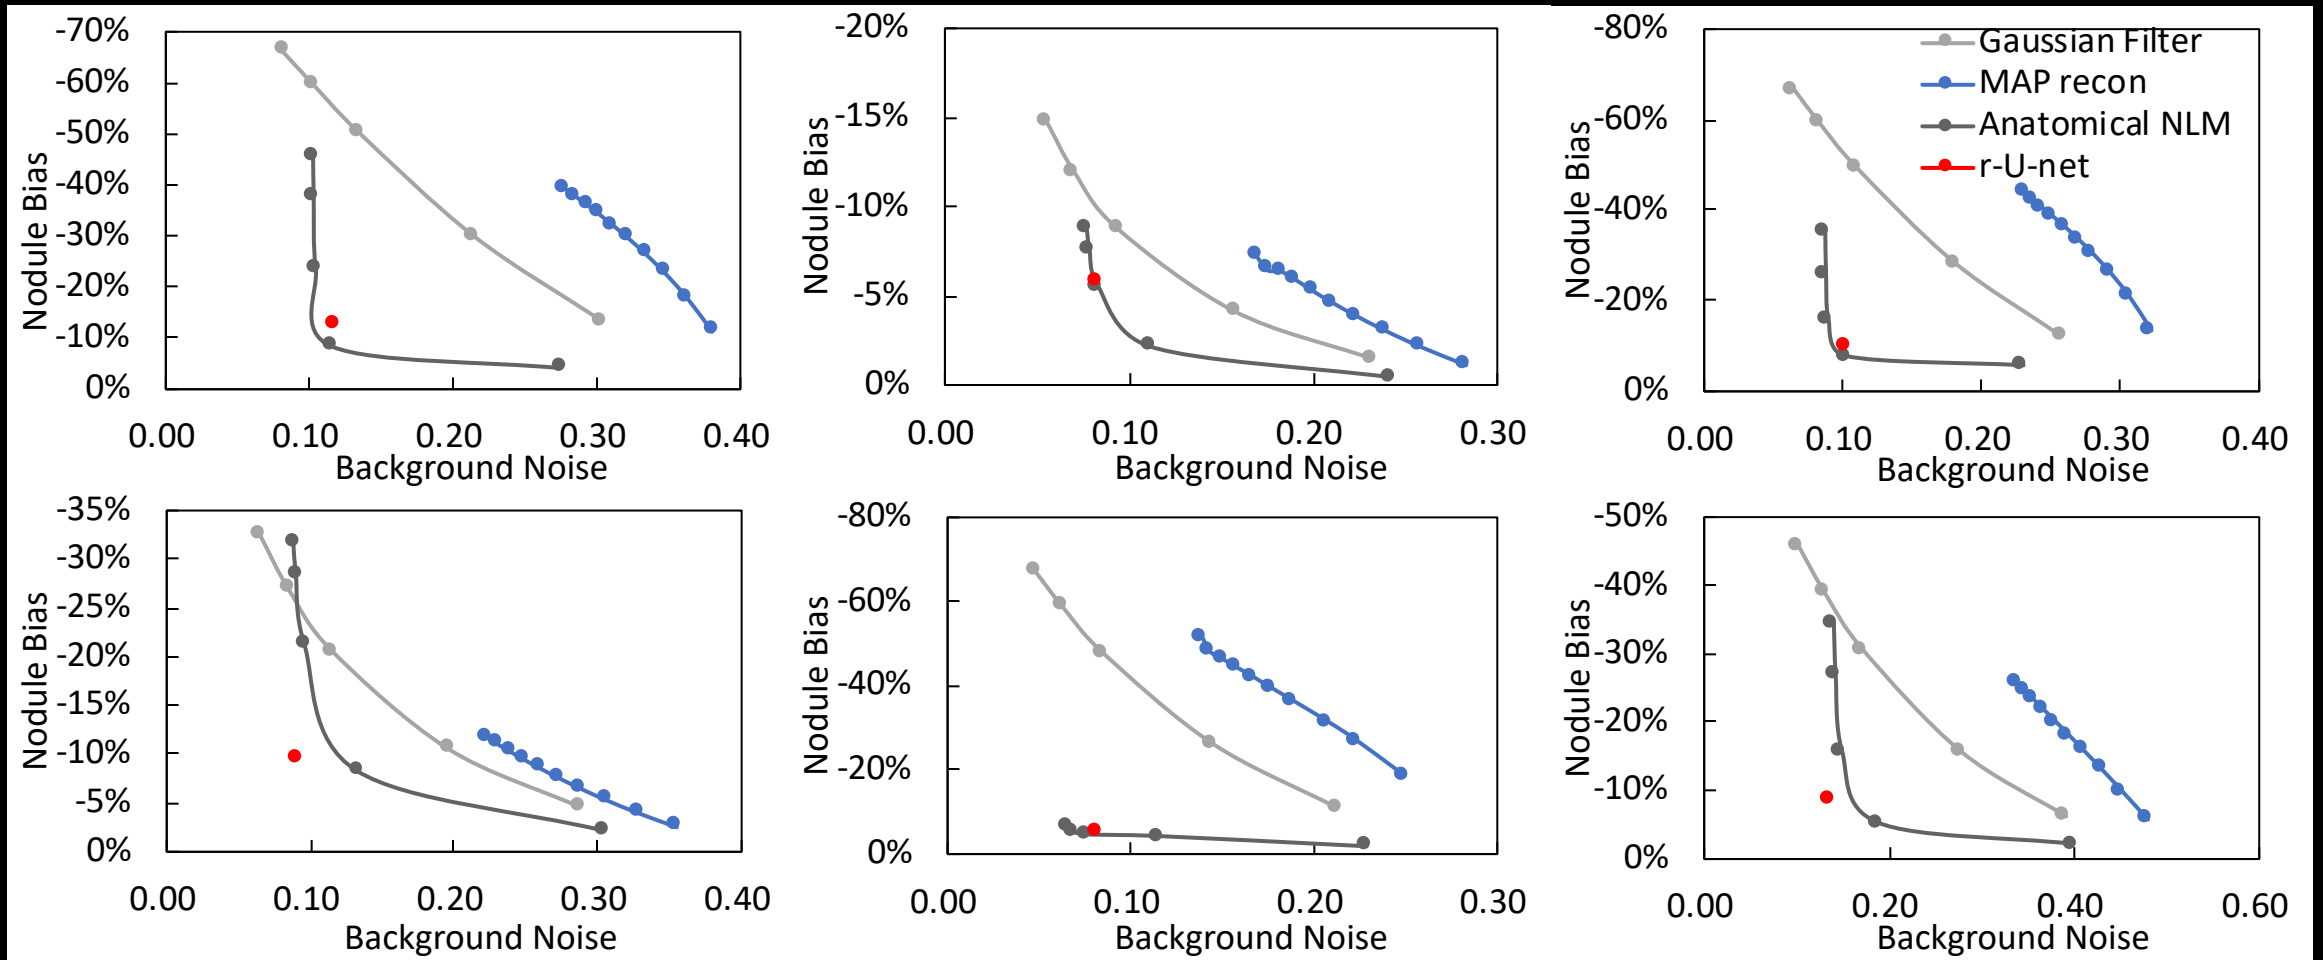 -70%
-60%
-50%
-40%
-30%
-20%
-10%
0%
Nodule Bias
0.00 0.10 0.20 0.30 0.40
Background Noise
-20%
-15%
-10%
-5%
0%
Nodule Bias
0.00 0.10 0.20 0.30
Background Noise
-80%
-60%
-40%
-20%
0%
Nodule Bias
Gaussian Filter
MAP recon
Anatomical NLM
r-U-net
0.00 0.10 0.20 0.30 0.40
Background Noise
-35%
-30%
-25%
-20%
-15%
-10%
-5%
0%
Nodule Bias
0.00 0.10 0.20 0.30 0.40
Background Noise
-80%
-60%
-40%
-20%
0%
Nodule Bias
0.00 0.10 0.20 0.30
Background Noise
-50%
-40%
-30%
-20%
-10%
0%
Nodule Bias
0.00 0.20 0.40 0.60
Background Noise